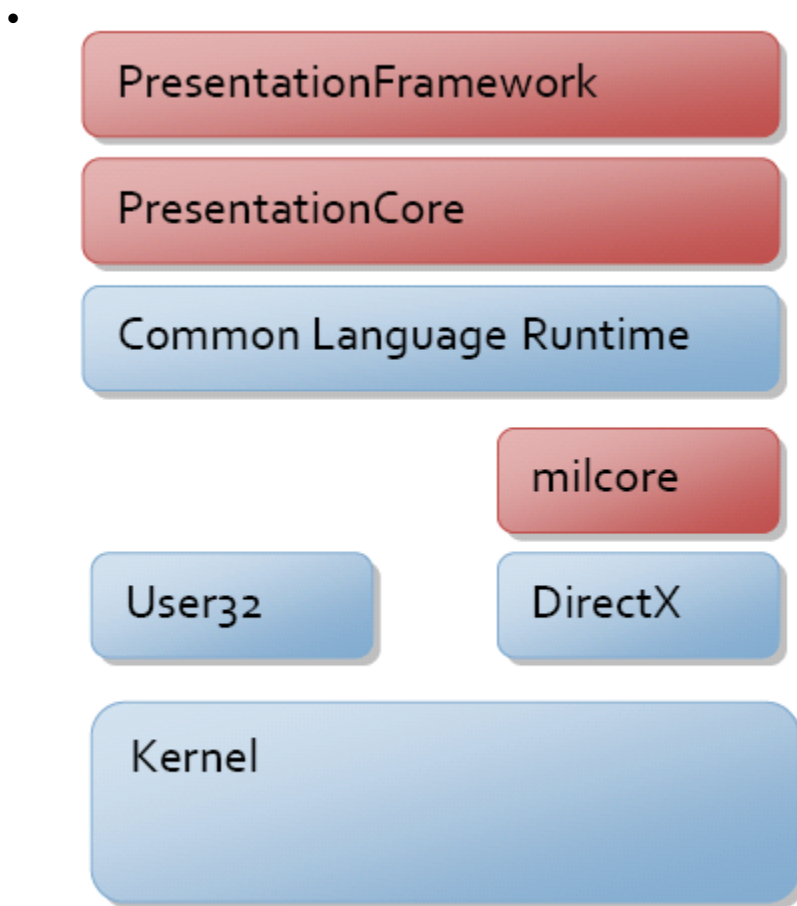 PresentationFramework
PresentationCore
Common Language Runtime
milcore
User32
DirectX
Kernel